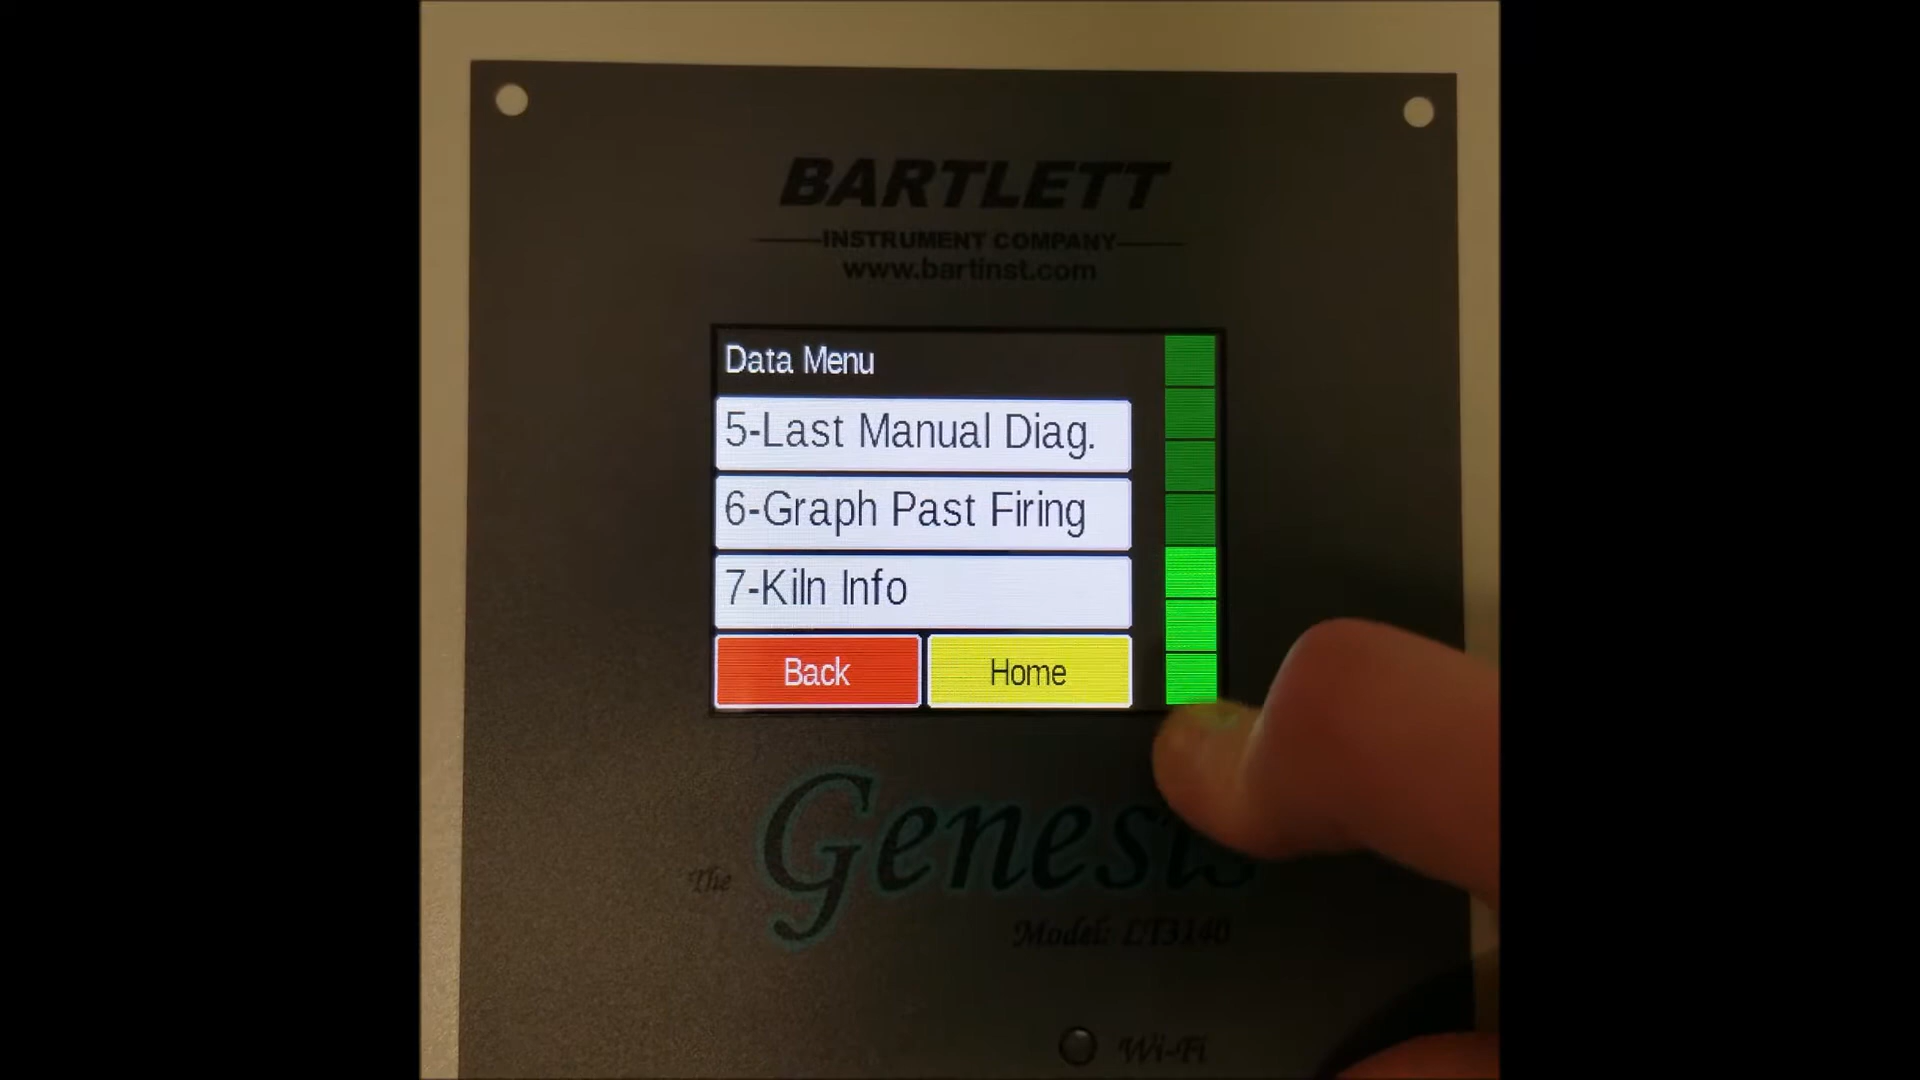 BARTLETT
INSTRUMENT COMPANY
www.bartinst.com
Data Menu
5-Last Manual Diag.
6-Graph Past Firing
7-Kiln Info
Back Home
The Genesis
Model: LT3140
Wi-Fi